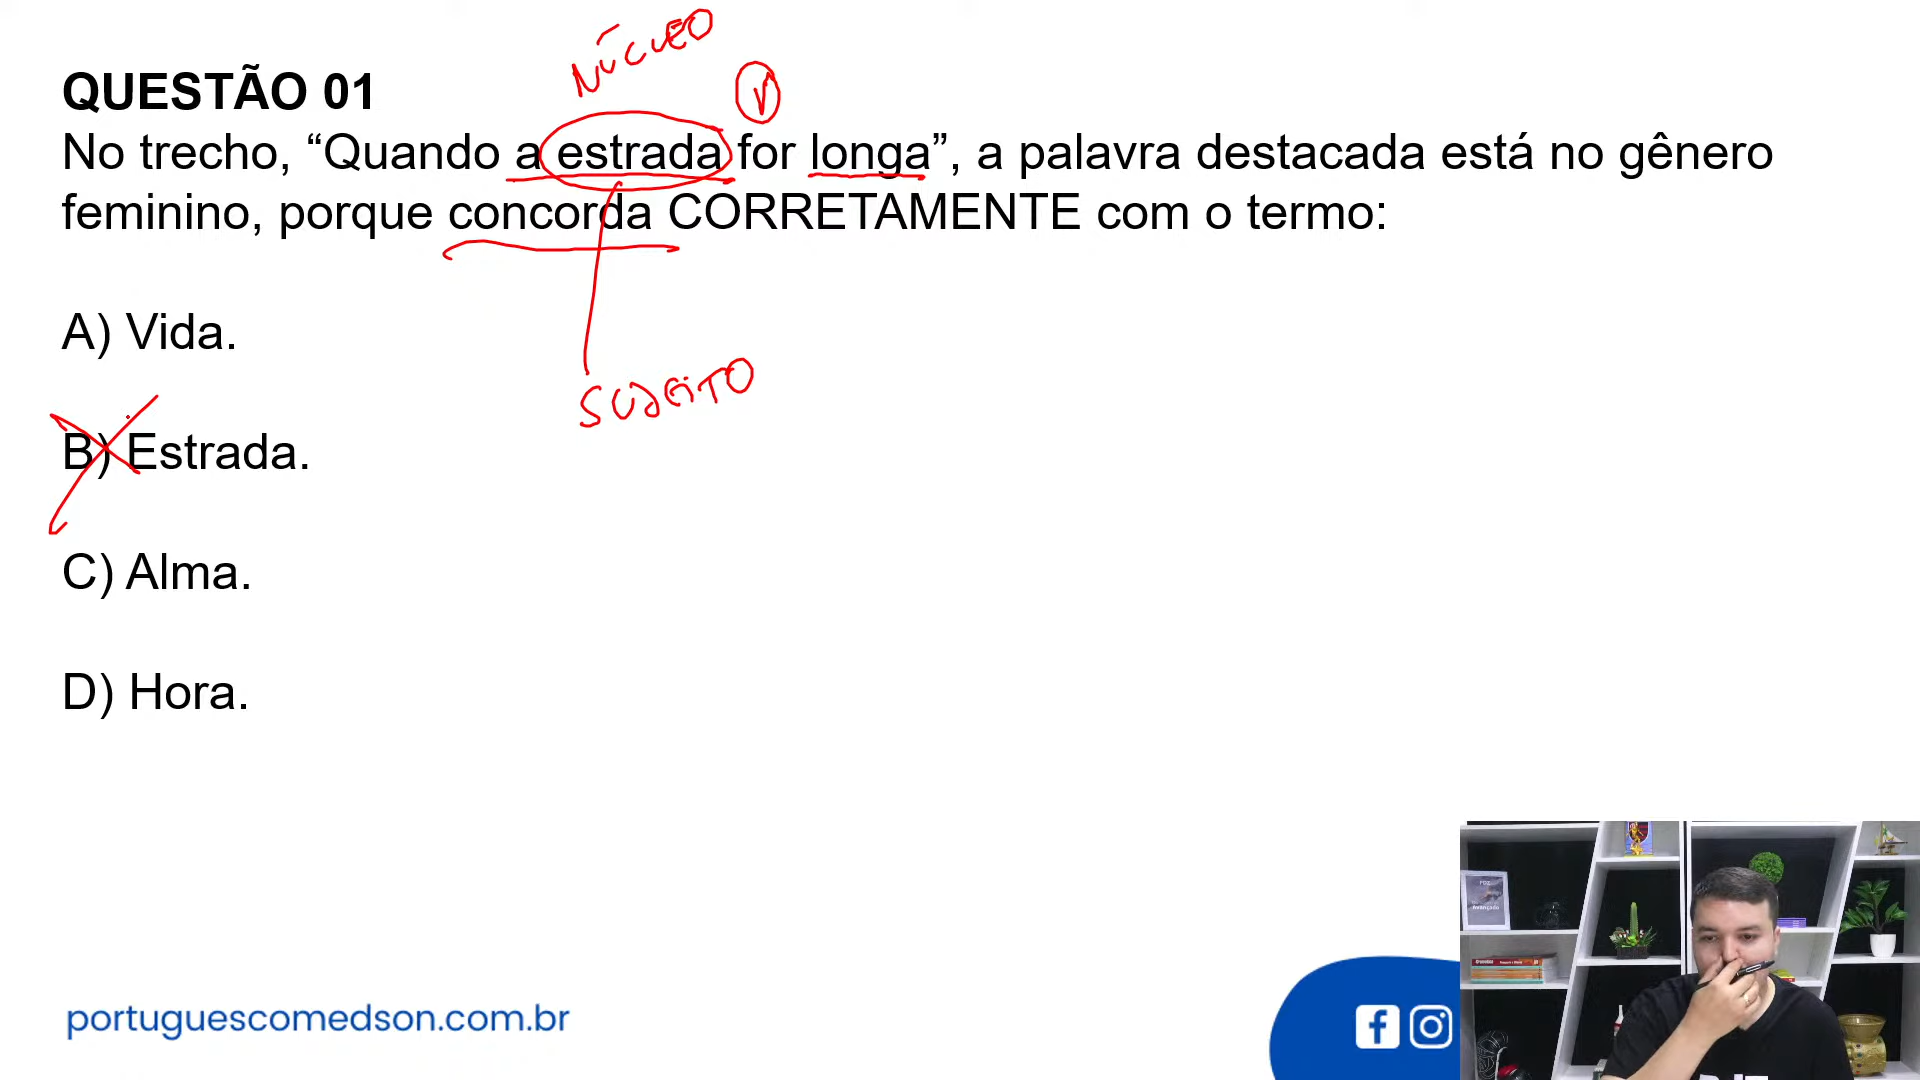 NÚCLEO
V
QUESTÃO 01
No trecho, “Quando a estrada for longa”, a palavra destacada está no gênero
feminino, porque concorda CORRETAMENTE com o termo:
A) Vida.
SUJEITO
B) Estrada.
C) Alma.
D) Hora.
portuguescomedson.com.br